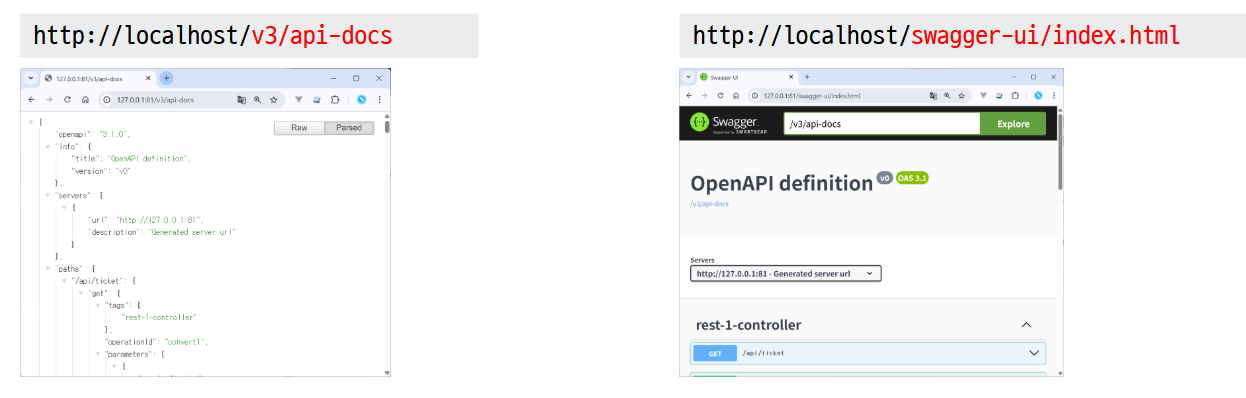 http://localhost/v3/api-docs
127.0.0.1:81/v3/api-docs
127.0.0.1:81/v3/api-docs
Raw Parsed
{
"openapi": "3.1.0",
"info": {
"title": "OpenAPI definition",
"version": "v0"
},
"servers": [
{
"url": "http://127.0.0.1:81",
"description": "Generated server url"
}
],
"paths": {
"/api/ticket": {
"get": {
"tags": [
"rest-1-controller"
],
"operationId": "convert1",
"parameters": [
{
http://localhost/swagger-ui/index.html
Swagger UI
127.0.0.1:81/swagger-ui/index.html
Swagger.
Supported by SMARTBEAR
/v3/api-docs
Explore
OpenAPI definition v0 OAS 3.1
/v3/api-docs
Servers
http://127.0.0.1:81 - Generated server url
rest-1-controller
GET /api/ticket